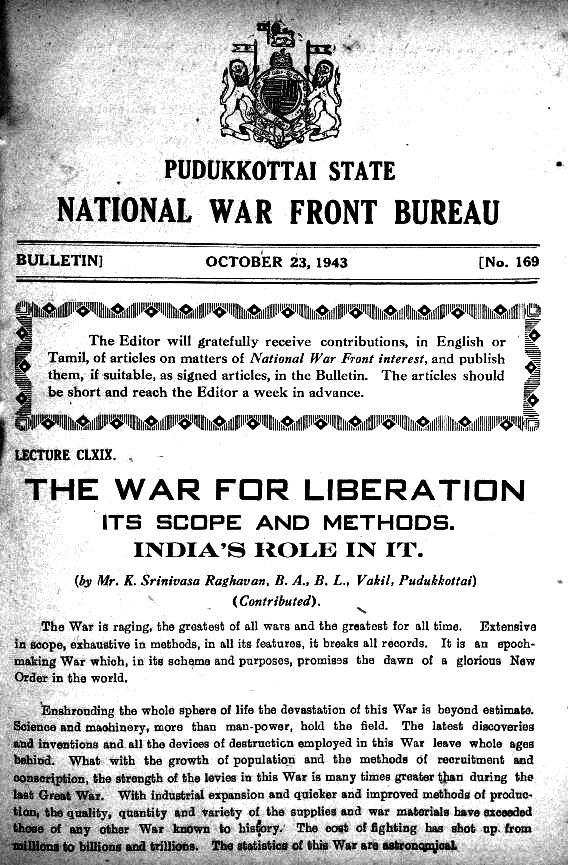 PUDUKKOTTAI STATE
NATIONAL WAR FRONT BUREAU
BULLETIN] OCTOBER 23, 1943 [No. 169
The Editor will gratefully receive contributions, in English or
Tamil, of articles on matters of National War Front interest, and publish
them, if suitable, as signed articles, in the Bulletin. The articles should
be short and reach the Editor a week in advance.
LECTURE CLXIX.
THE WAR FOR LIBERATION
ITS SCOPE AND METHODS.
INDIA'S ROLE IN IT.
(by Mr. K. Srinivasa Raghavan, B. A., B. L., Vakil, Pudukkottai)
(Contributed).
The War is raging, the greatest of all wars and the greatest for all time. Extensive
in scope, exhaustive in methods, in all its features, it breaks all records. It is an epoch-
making War which, in its scheme and purposes, promises the dawn of a glorious New
Order in the world.
Enshrouding the whole sphere of life the devastation of this War is beyond estimate.
Science and machinery, more than man-power, hold the field. The latest discoveries
and inventions and all the devices of destruction employed in this War leave whole ages
behind. What with the growth of population and the methods of recruitment and
conscription, the strength of the levies in this War is many times greater than during the
last Great War. With industrial expansion and quicker and improved methods of produc-
tion, the quality, quantity and variety of the supplies and war materials have exceeded
those of any other War known to history. The cost of fighting has shot up from
millions to billions and trillions. The statistics of this War are astronomical.